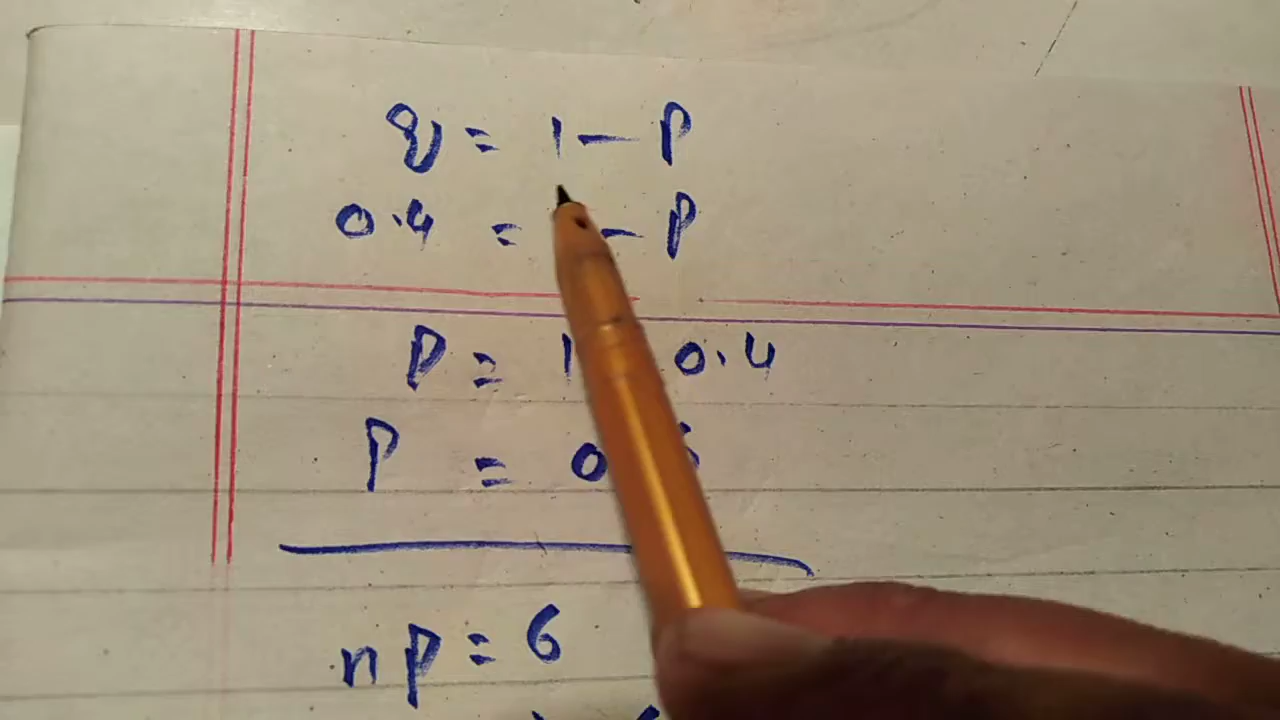 q = 1 - P
0.4 = - P
P = 1 0.4
P = 0
np = 6